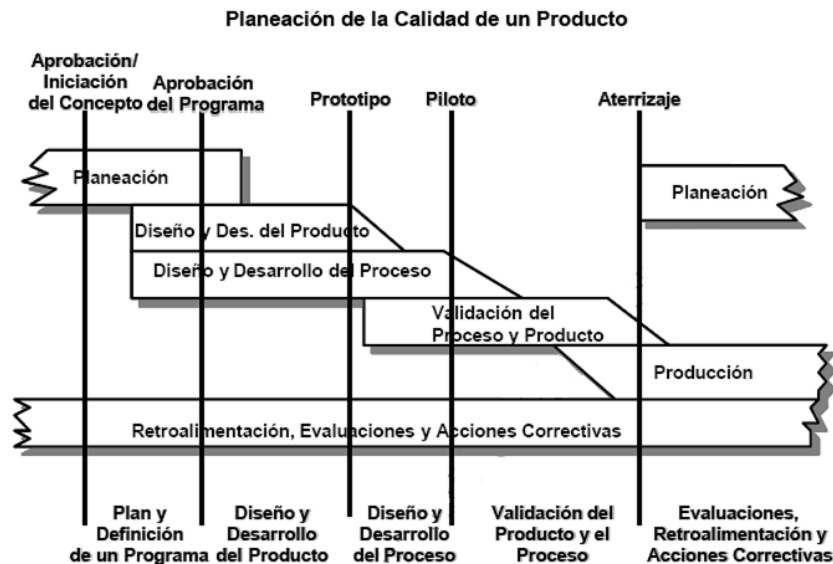 Planeación de la Calidad de un Producto
Aprobación/
Iniciación
del Concepto
Aprobación
del Programa
Prototipo
Piloto
Aterrizaje
Planeación
Planeación
Diseño y Des. del Producto
Diseño y Desarrollo del Proceso
Validación del
Proceso y Producto
Producción
Retroalimentación, Evaluaciones y Acciones Correctivas
Plan y
Definición
de un Programa
Diseño y
Desarrollo
del Producto
Diseño y
Desarrollo
del Proceso
Validación del
Producto y el
Proceso
Evaluaciones,
Retroalimentación y
Acciones Correctivas